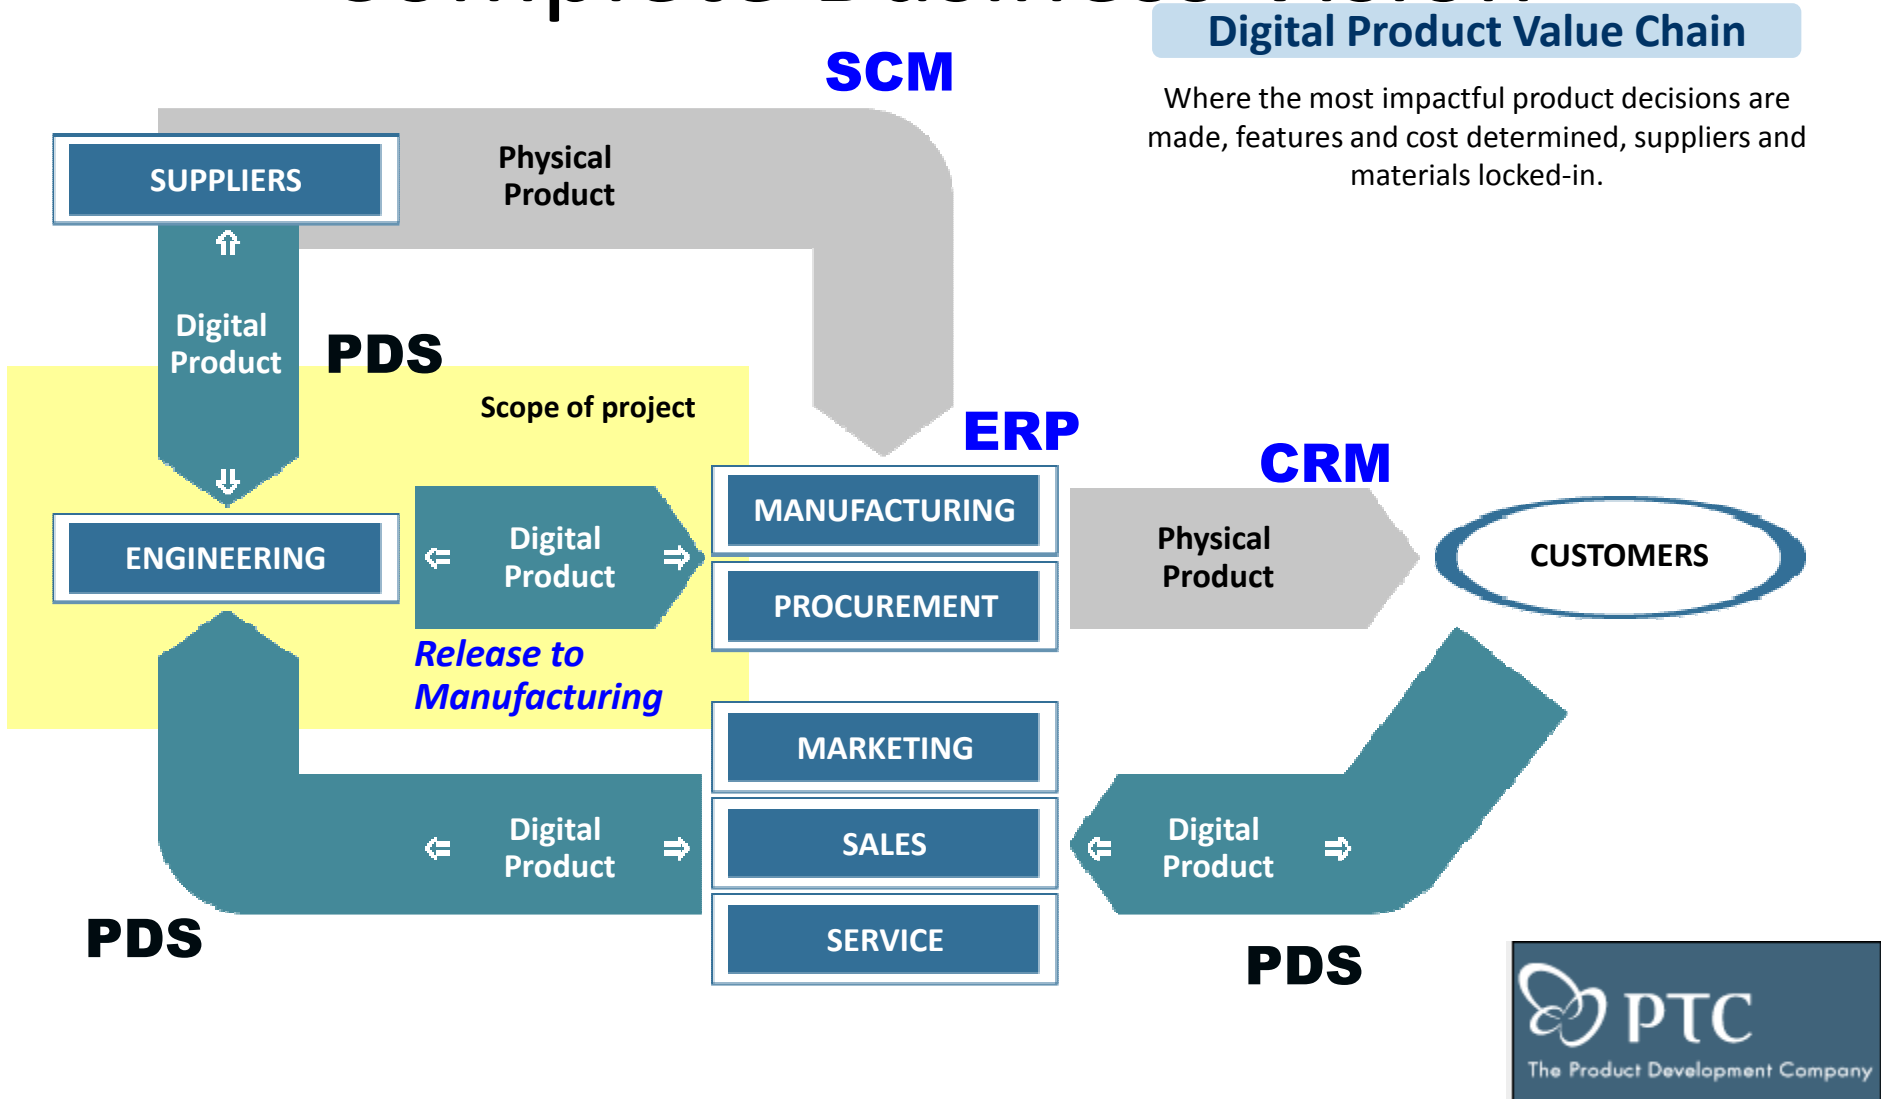 Complete Business Vision
Digital Product Value Chain
Where the most impactful product decisions are
made, features and cost determined, suppliers and
materials locked-in.
SCM
SUPPLIERS
Physical
Product
Digital
Product
PDS
Scope of project
ERP
CRM
ENGINEERING
Digital
Product
MANUFACTURING
PROCUREMENT
Physical
Product
CUSTOMERS
Release to
Manufacturing
MARKETING
SALES
SERVICE
Digital
Product
Digital
Product
PDS
PDS
PTC
The Product Development Company